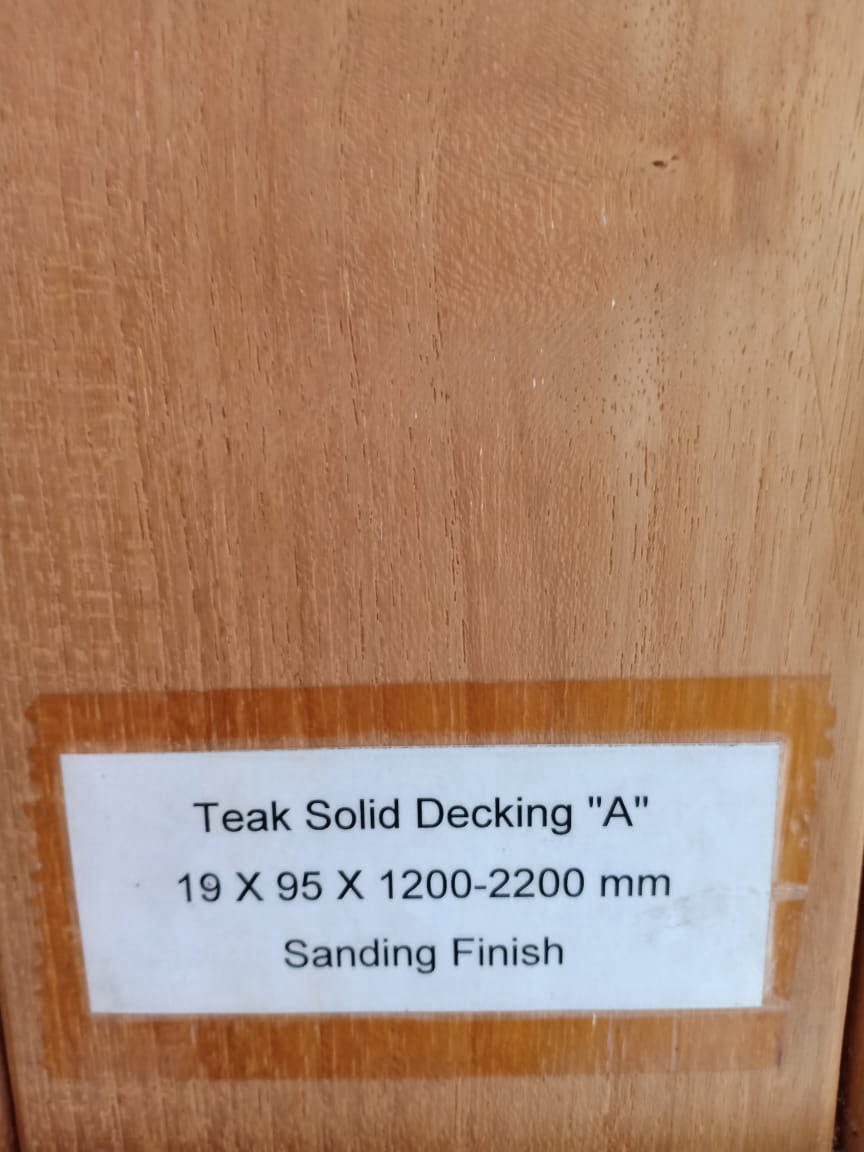 Teak Solid Decking "A"
19 X 95 X 1200-2200 mm
Sanding Finish